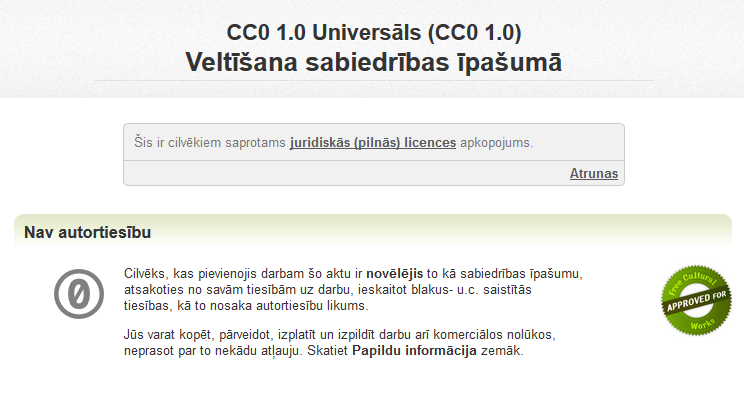 CC0 1.0 Universāls (CC0 1.0)
Veltīšana sabiedrības īpašumā
Šis ir cilvēkiem saprotams juridiskās (pilnās) licences apkopojums.
Atrunas
Nav autortiesību
Cilvēks, kas pievienojis darbam šo aktu ir novēlējis to kā sabiedrības īpašumu,
atsakoties no savām tiesībām uz darbu, ieskaitot blakus- u.c. saistītās
tiesības, kā to nosaka autortiesību likums.
Jūs varat kopēt, pārveidot, izplatīt un izpildīt darbu arī komerciālos nolūkos,
neprasot par to nekādu atļauju. Skatiet Papildu informācija zemāk.
0
Free Cultural
APPROVED FOR
Works